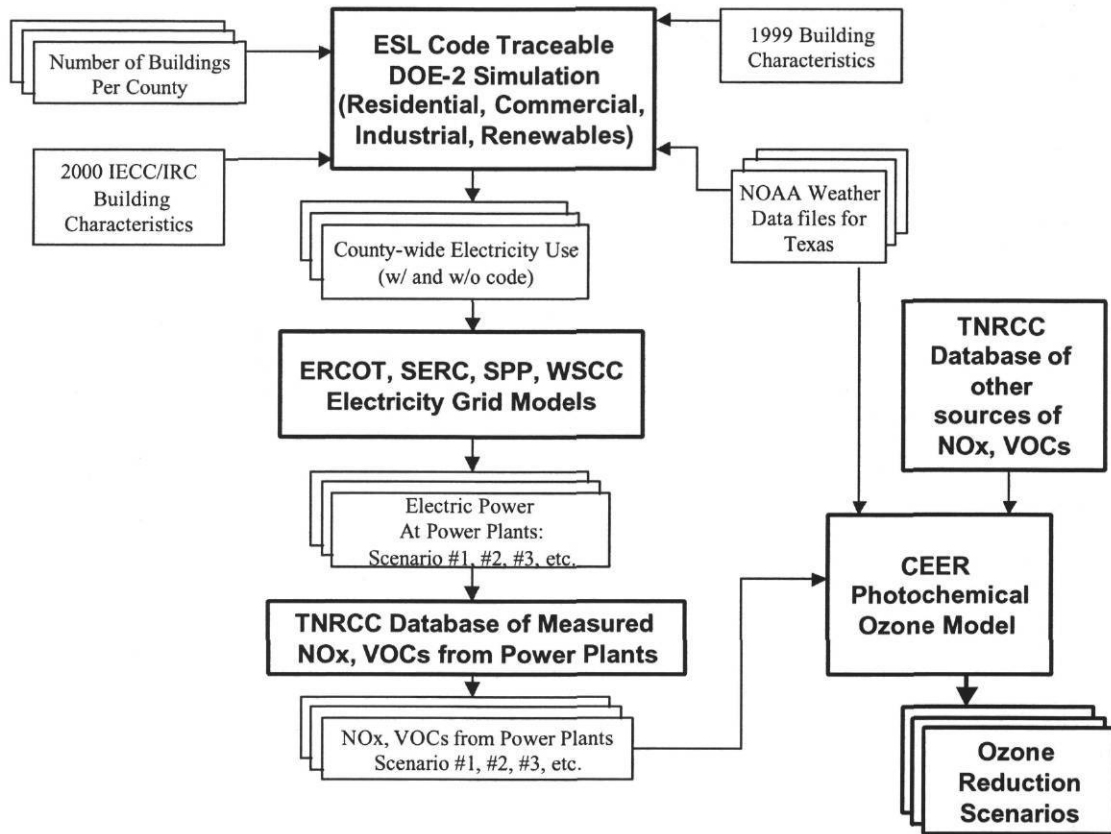 ESL Code Traceable
DOE-2 Simulation
(Residential, Commercial,
Industrial, Renewables)
1999 Building
Characteristics
Number of Buildings
Per County
2000 IECC/IRC
Building
Characteristics
NOAA Weather
Data files for
Texas
County-wide Electricity Use
(w/ and w/o code)
TNRCC
Database of
other
sources of
NOx, VOCs
ERCOT, SERC, SPP, WSCC
Electricity Grid Models
Electric Power
At Power Plants:
Scenario #1, #2, #3, etc.
CEER
Photochemical
Ozone Model
TNRCC Database of Measured
NOx, VOCs from Power Plants
NOx, VOCs from Power Plants
Scenario #1, #2, #3, etc.
Ozone
Reduction
Scenarios